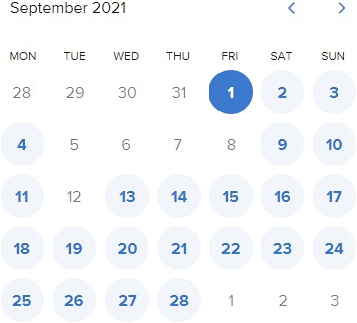 September 2021 < >
MON TUE WED THU FRI SAT SUN
28 29 30 31 1 2 3
4 5 6 7 8 9 10
11 12 13 14 15 16 17
18 19 20 21 22 23 24
25 26 27 28 1 2 3